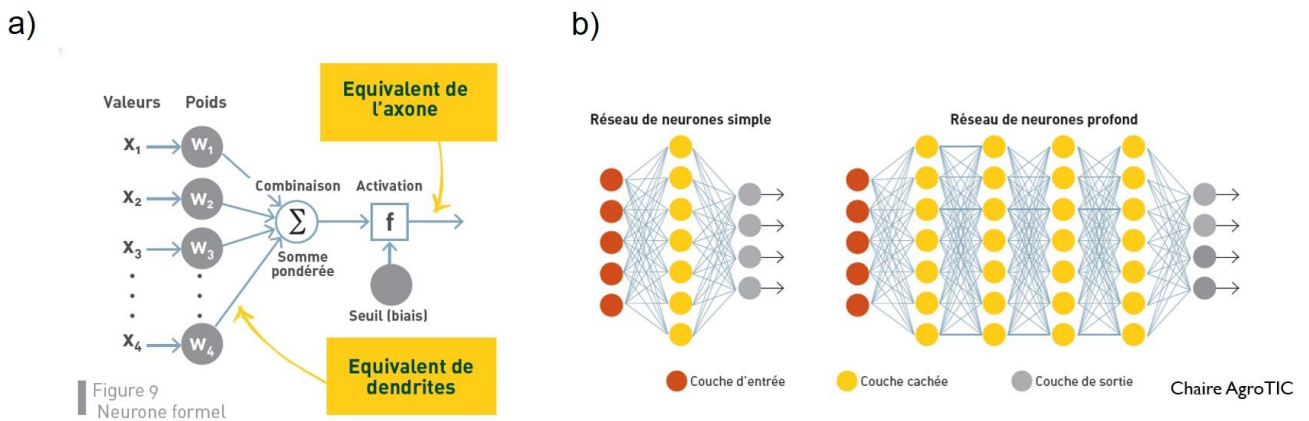 a)
Equivalent de
l'axone
Valeurs
Poids
X1
W1
X2
W2
X3
W3
X4
W4
Combinaison
Σ
Somme
pondérée
Activation
f
Seuil (biais)
Equivalent de
dendrites
Figure 9
Neurone formel
b)
Réseau de neurones simple
Réseau de neurones profond
Couche d'entrée
Couche cachée
Couche de sortie
Chaire AgroTIC